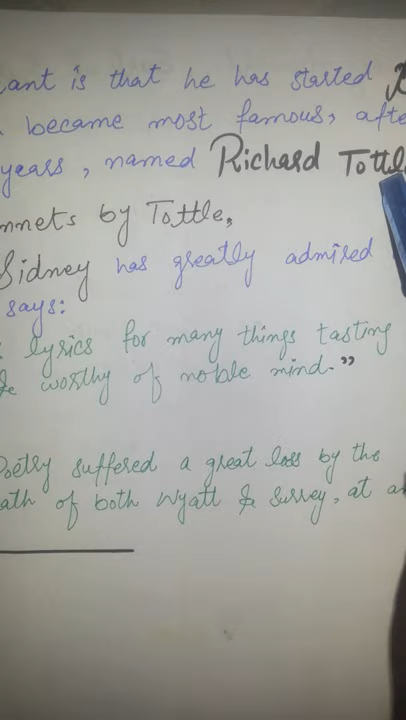 ant is that he has started
became most famous, afte
years, named Richard Tottl
nnets by Tottle,
Sidney has greatly admired
says:
lyrics for many things tasting
& worthy of noble mind."
Poetry suffered a great loss by the
ath of both Wyatt & Surrey, at a